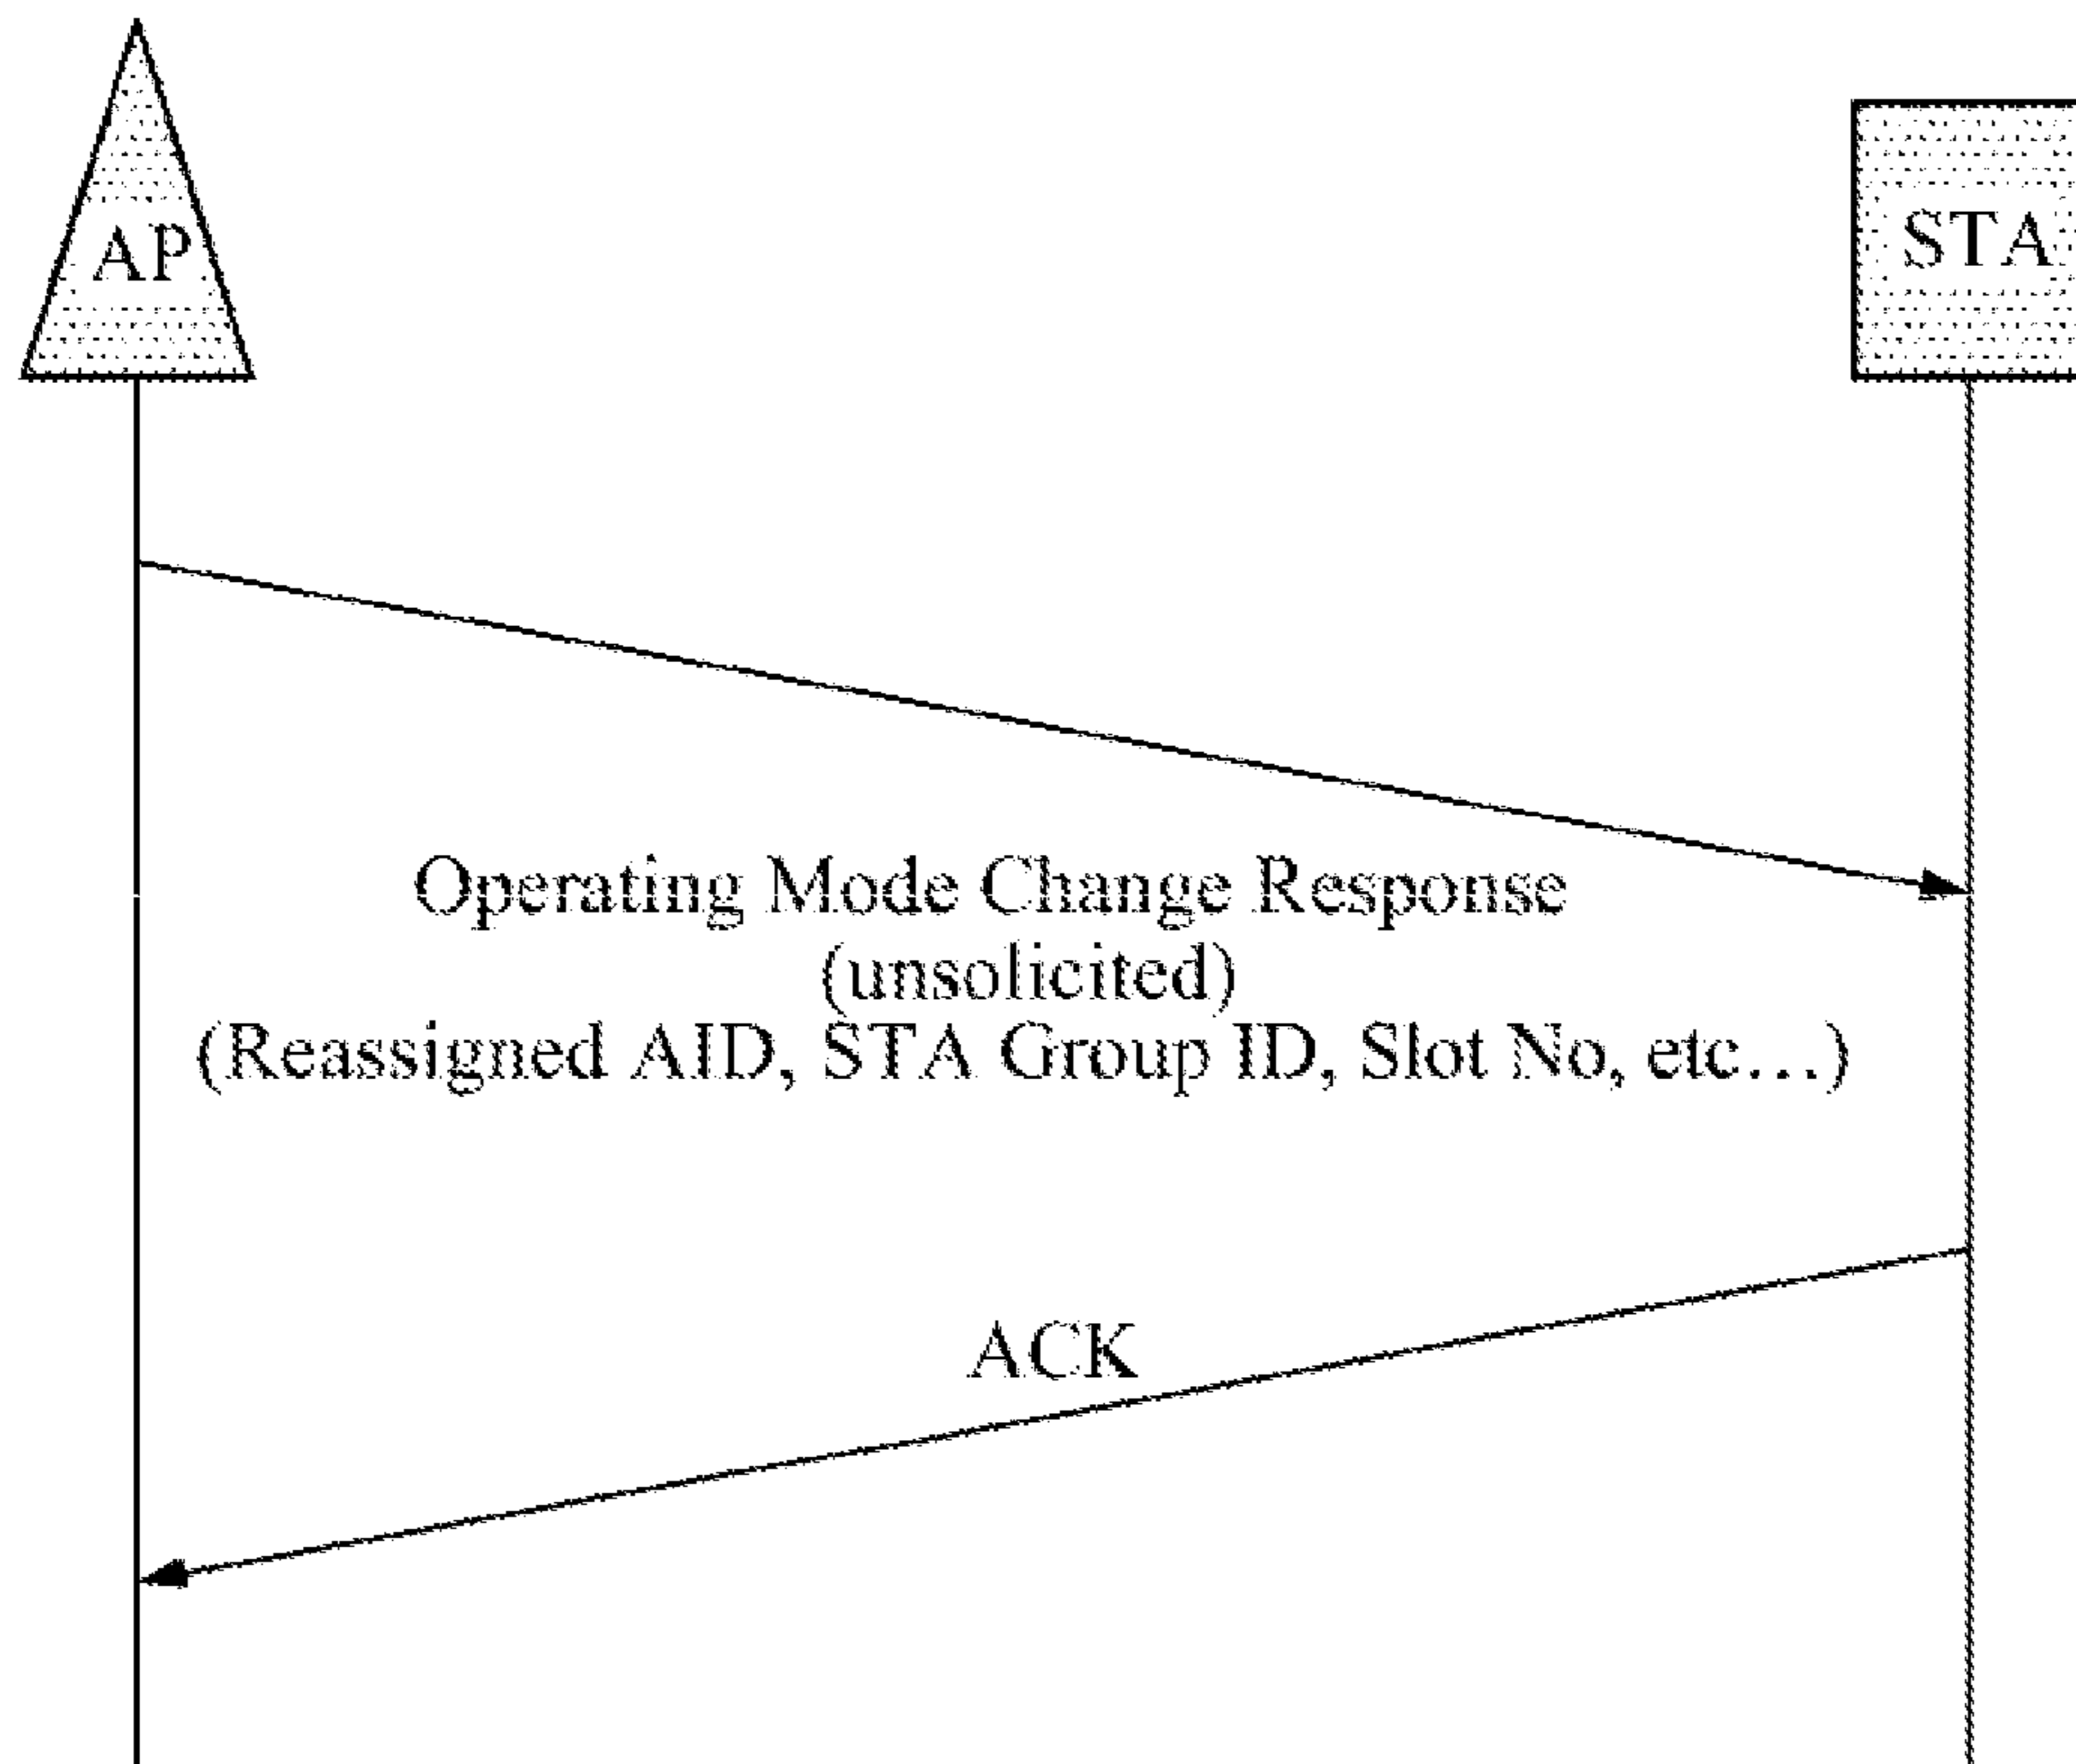 AP
STA
Operating Mode Change Response
(unsolicited)
(Reassigned AID, STA Group ID, Slot No, etc...)
ACK